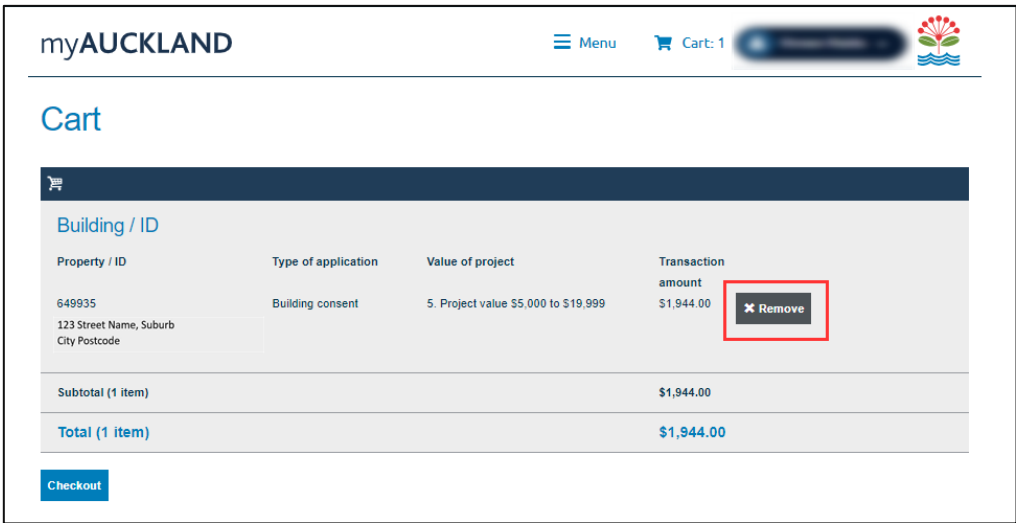 myAUCKLAND
Menu
Cart: 1
Cart
Building / ID
Property / ID
Type of application
Value of project
Transaction
amount
649935
Building consent
5. Project value $5,000 to $19,999
$1,944.00
Remove
123 Street Name, Suburb
City Postcode
Subtotal (1 item)
$1,944.00
Total (1 item)
$1,944.00
Checkout